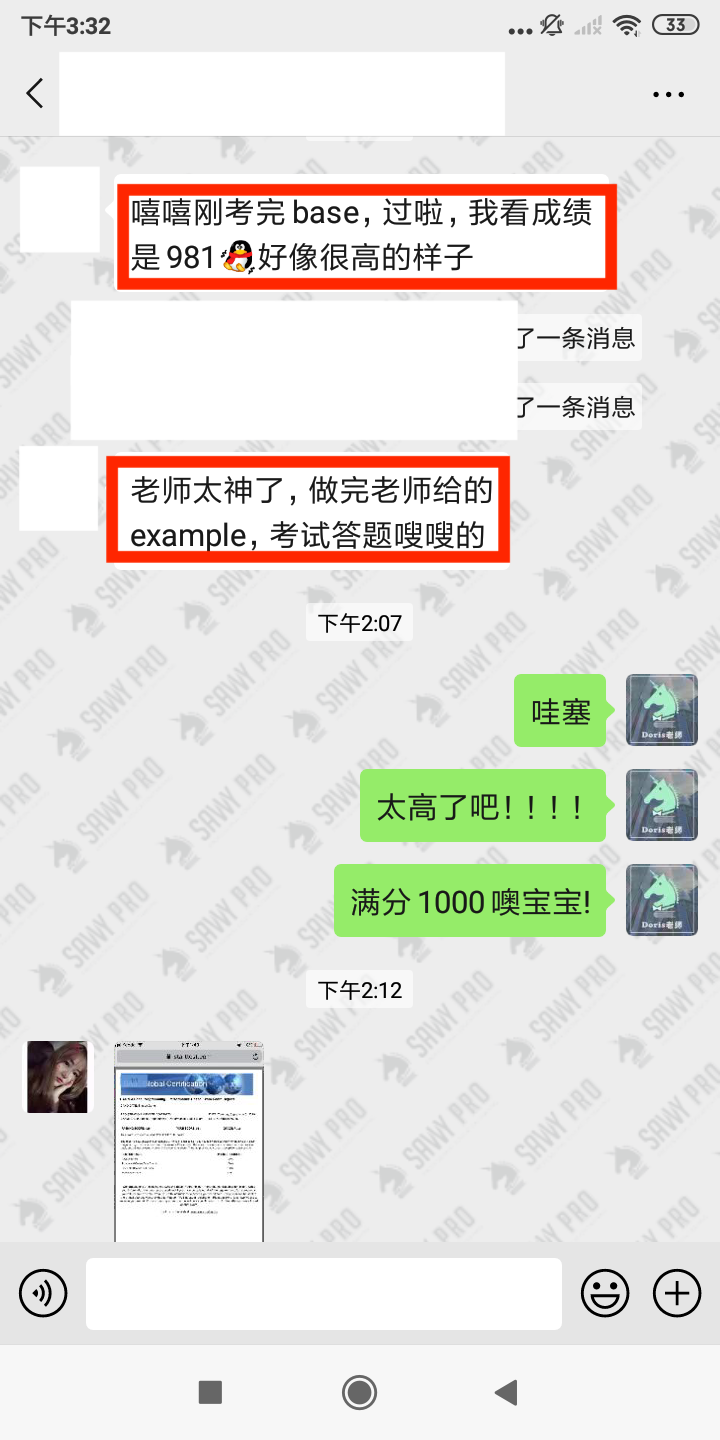 下午3:32
33
嘻嘻刚考完 base，过啦，我看成绩
是 981 好像很高的样子
了一条消息
了一条消息
老师太神了，做完老师给的
example，考试答题嗖嗖的
下午2:07
哇塞
Doris老师
太高了吧！！！！
Doris老师
满分 1000 噢宝宝!
Doris老师
下午2:12
Global Certification
SAWY PRO